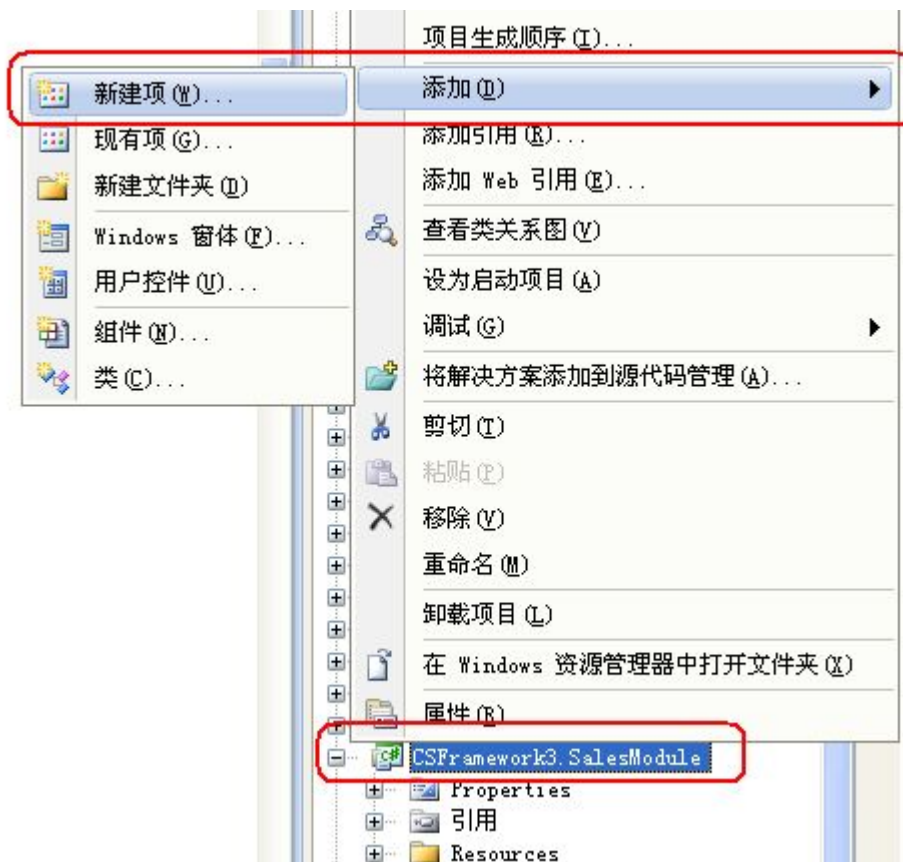 项目生成顺序(I)...
添加(D)
新建项(W)...
现有项(G)...
新建文件夹(D)
Windows 窗体(F)...
用户控件(U)...
组件(N)...
类(C)...
添加引用(R)...
添加 Web 引用(E)...
查看类关系图(V)
设为启动项目(A)
调试(G)
将解决方案添加到源代码管理(A)...
剪切(T)
粘贴(P)
移除(V)
重命名(M)
卸载项目(L)
在 Windows 资源管理器中打开文件夹(X)
属性(R)
CSFramework3.SalesModule
Properties
引用
Resources